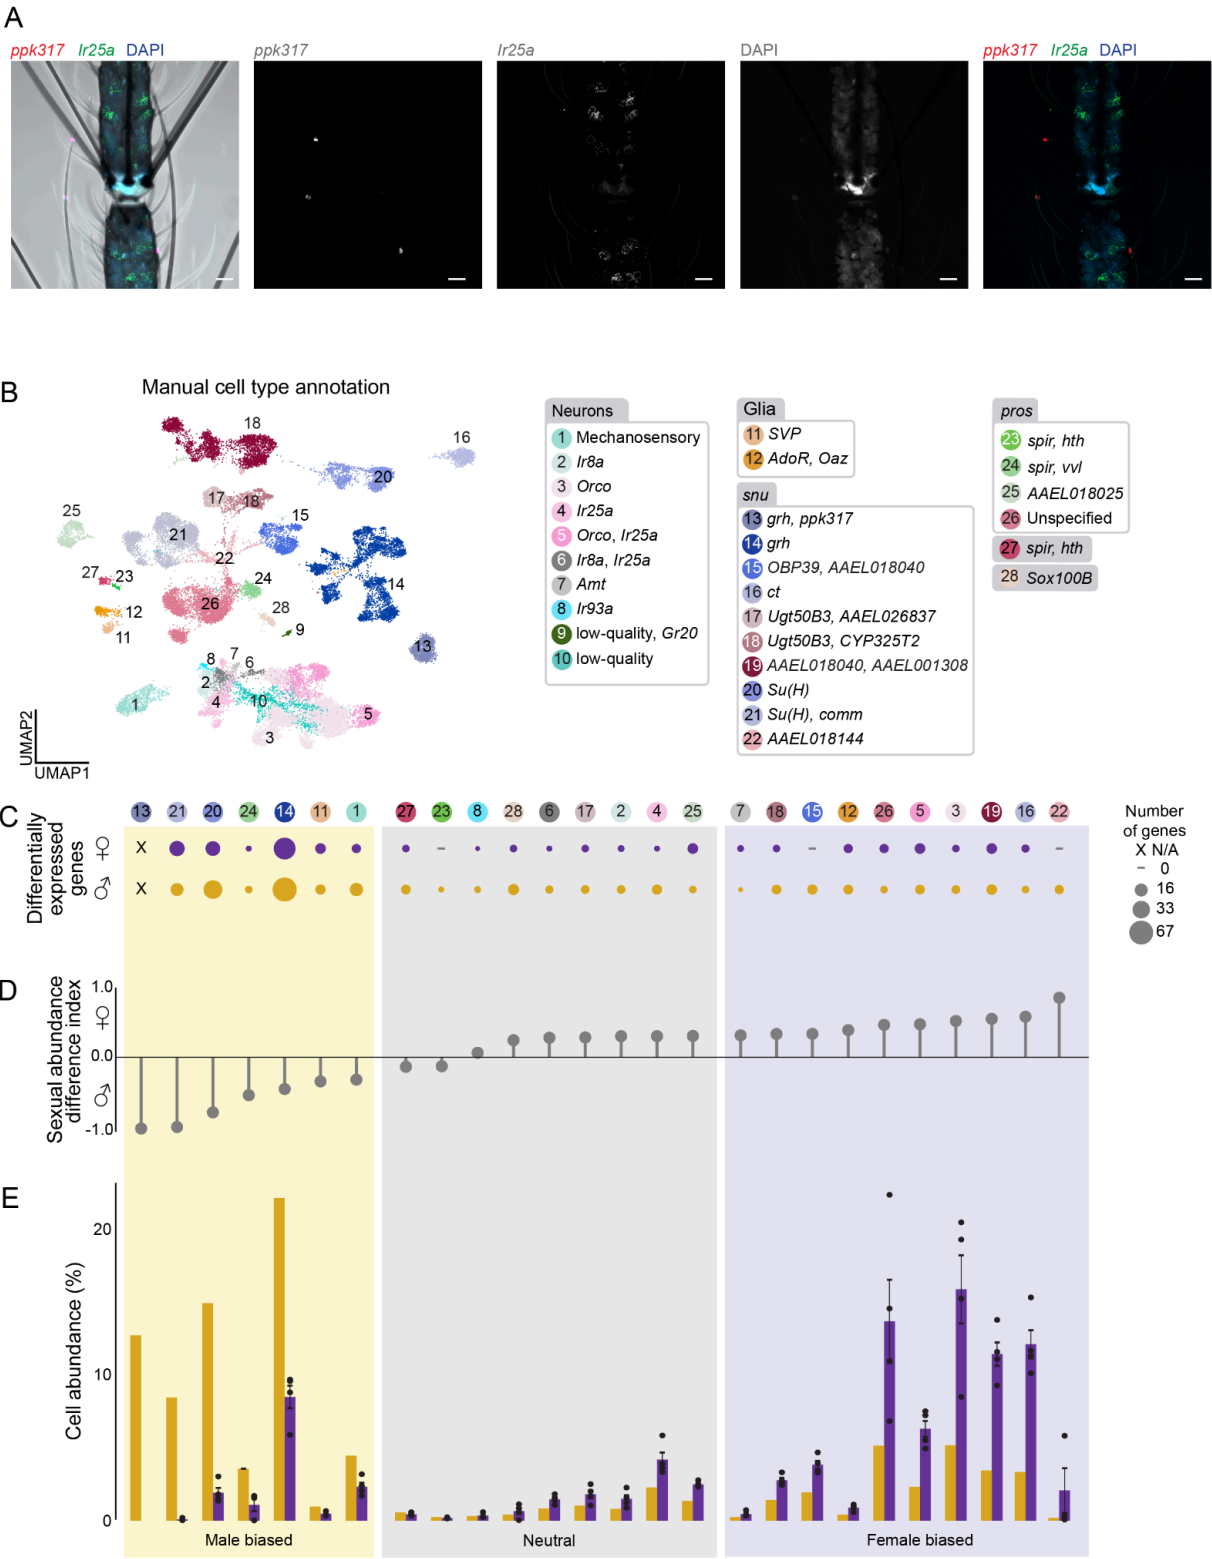 A
ppk317 Ir25a DAPI
ppk317
Ir25a
DAPI
ppk317 Ir25a DAPI
B
Manual cell type annotation
18
16
20
17
18
15
25
21
22
14
27
23
24
12
26
28
11
9
13
8
7
6
2
1
4
10
5
3
UMAP2
UMAP1
Neurons
1 Mechanosensory
2 Ir8a
3 Orco
4 Ir25a
5 Orco, Ir25a
6 Ir8a, Ir25a
7 Amt
8 Ir93a
9 low-quality, Gr20
10 low-quality
Glia
11 SVP
12 AdoR, Oaz
snu
13 grh, ppk317
14 grh
15 OBP39, AAEL018040
16 ct
17 Ugt50B3, AAEL026837
18 Ugt50B3, CYP325T2
19 AAEL018040, AAEL001308
20 Su(H)
21 Su(H), comm
22 AAEL018144
pros
23 spir, hth
24 spir, vvl
25 AAEL018025
26 Unspecified
27 spir, hth
28 Sox100B
C
13 21 20 24 14 11 1 27 23 8 28 6 17 2 4 25 7 18 15 12 26 5 3 19 16 22
Differentially
expressed
genes
♀ X – –
♂ X
Number
of genes
X N/A
– 0
16
33
67
D
Sexual abundance
difference index
1.0
♀
0.0
♂
-1.0
E
Cell abundance (%)
20
10
0
Male biased
Neutral
Female biased